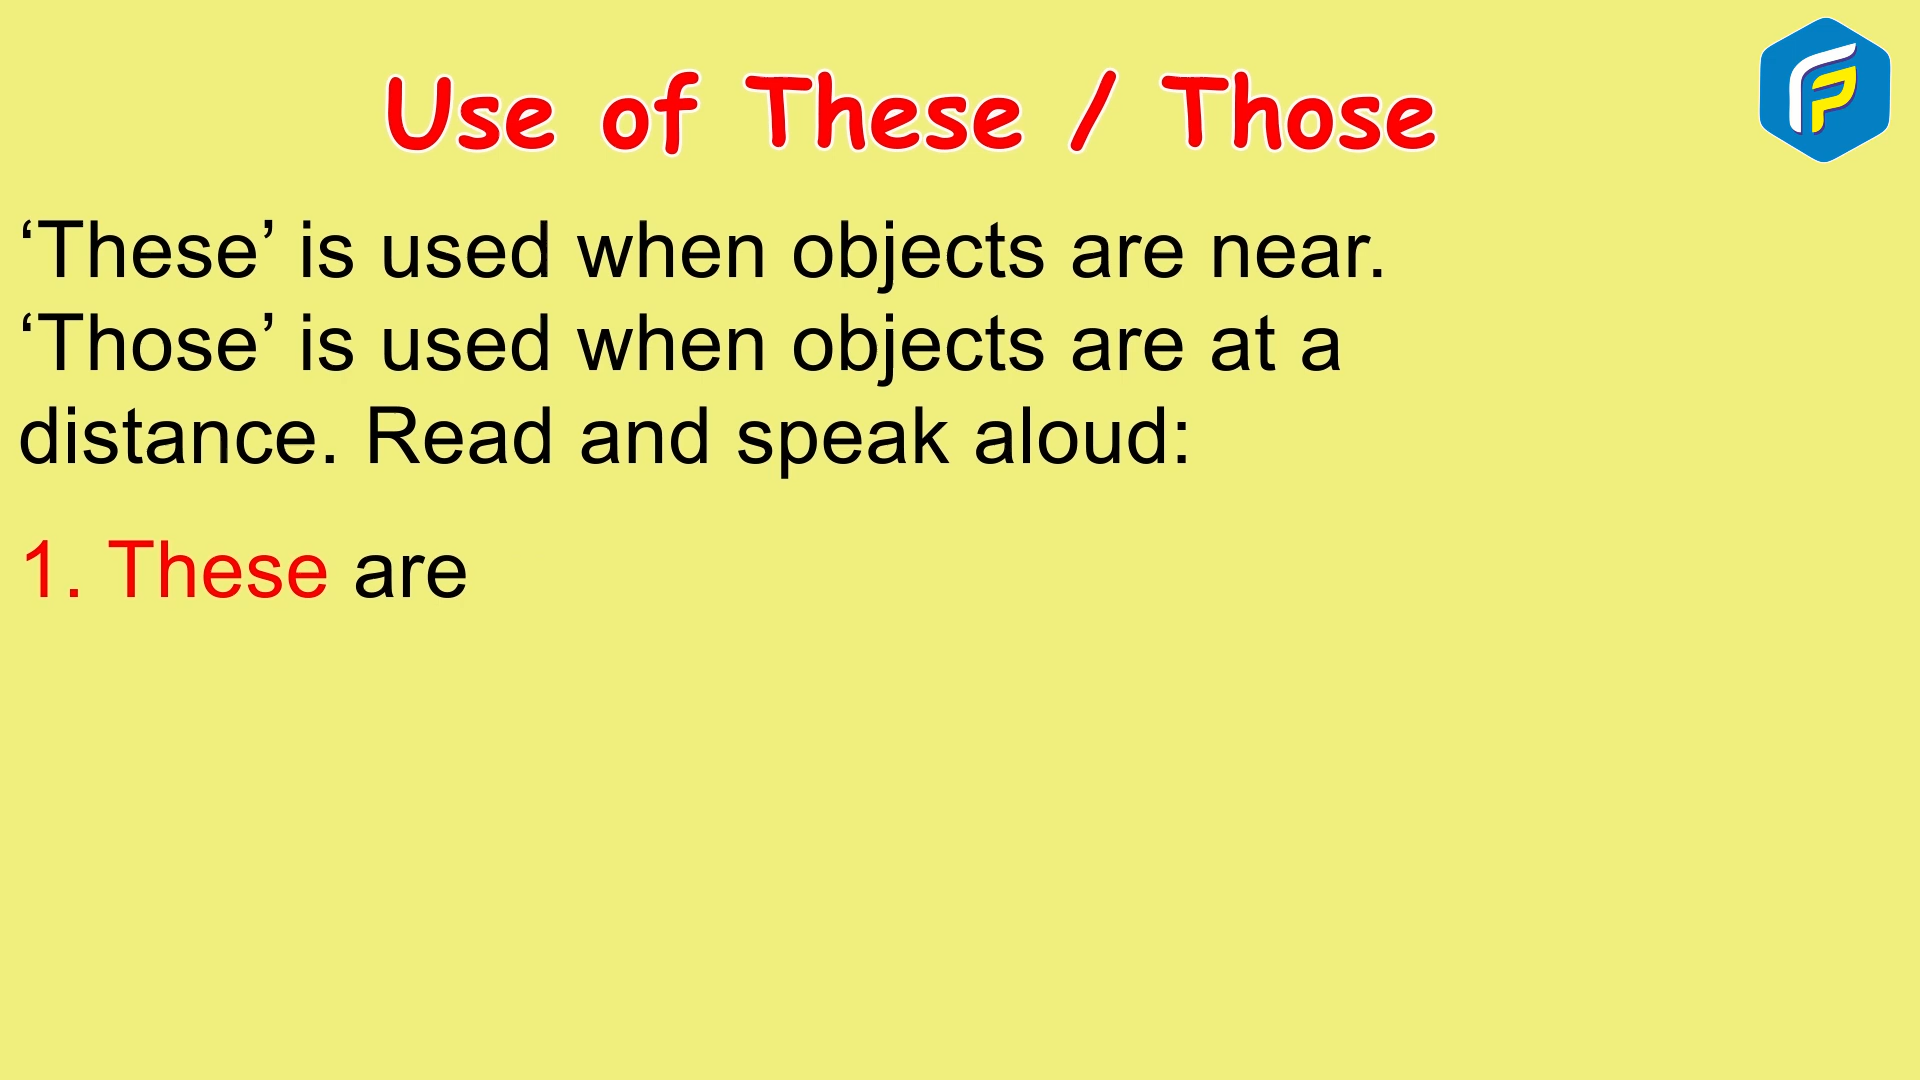 Use of These / Those
‘These’ is used when objects are near.
‘Those’ is used when objects are at a
distance. Read and speak aloud:
1. These are